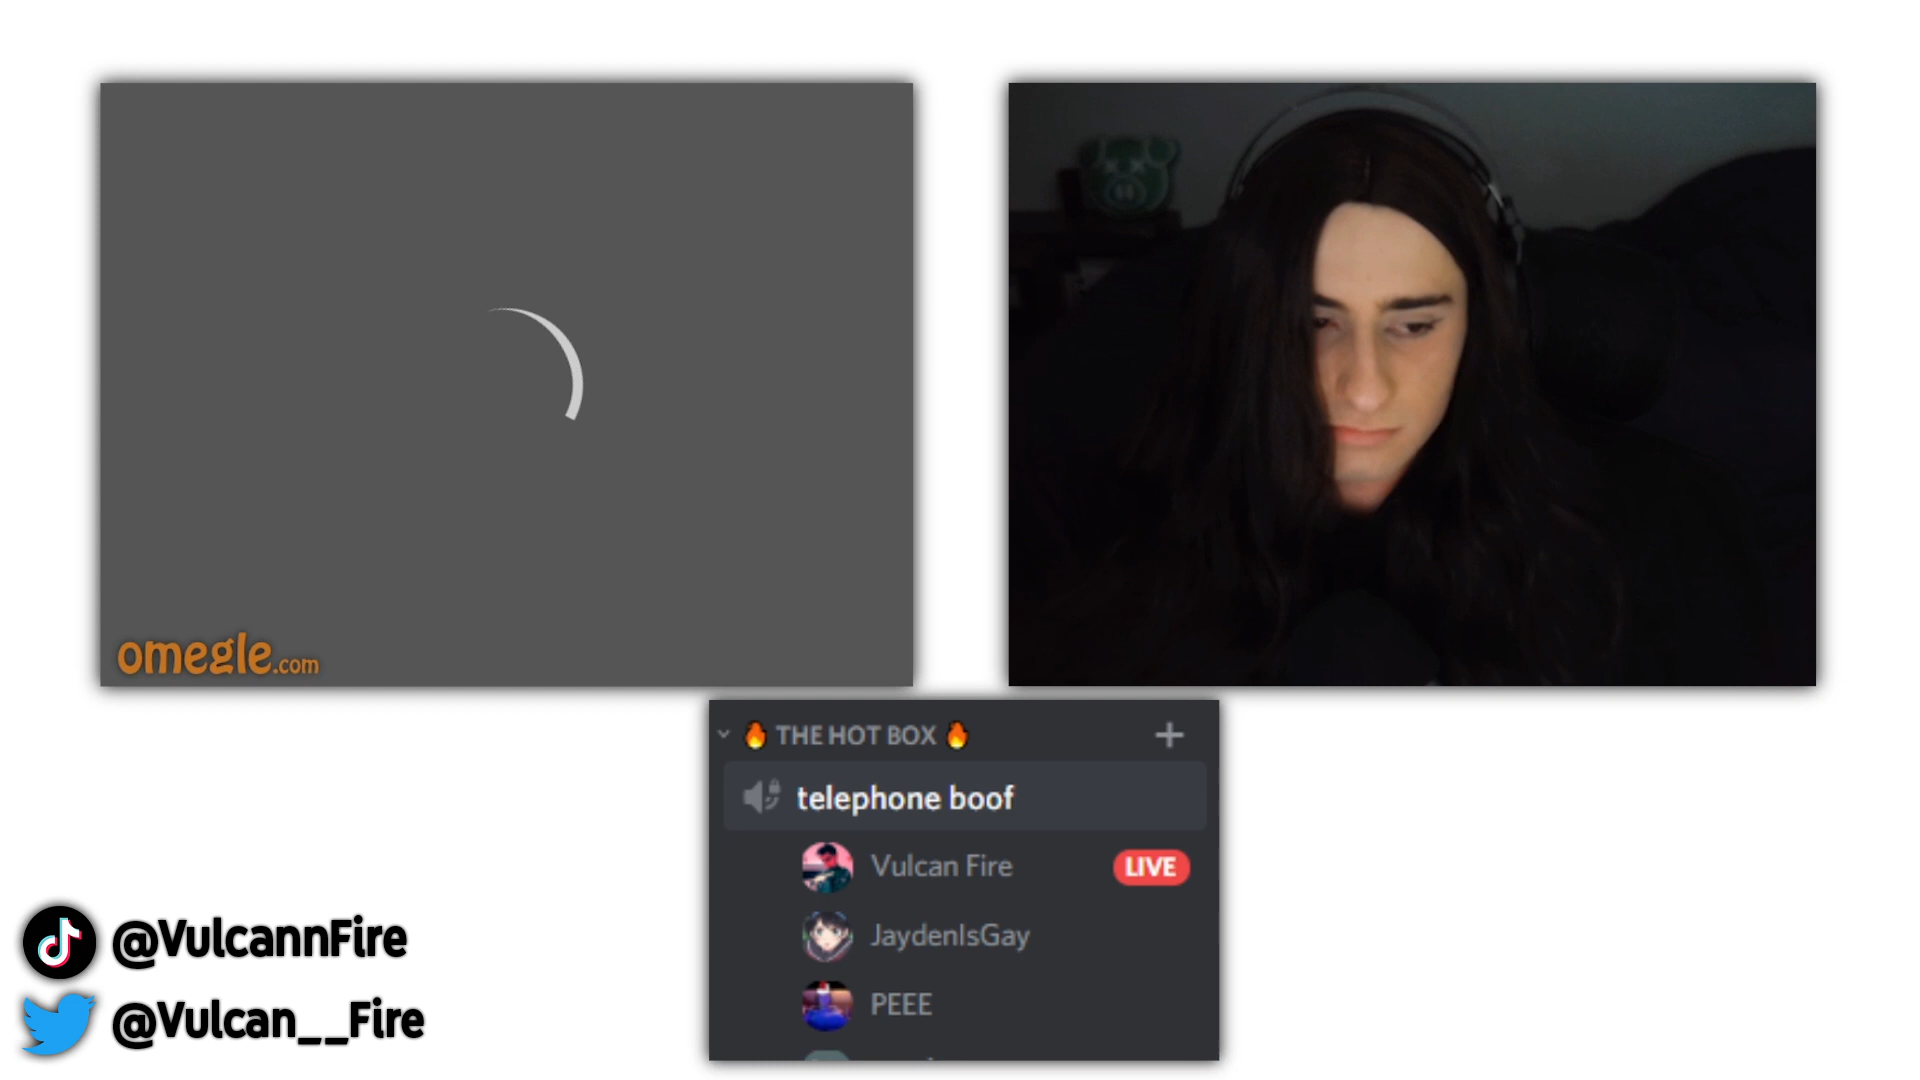 omegle.com
🔥 THE HOT BOX 🔥
telephone boof
Vulcan Fire LIVE
JaydenIsGay
PEEE
@VulcannFire
@Vulcan__Fire